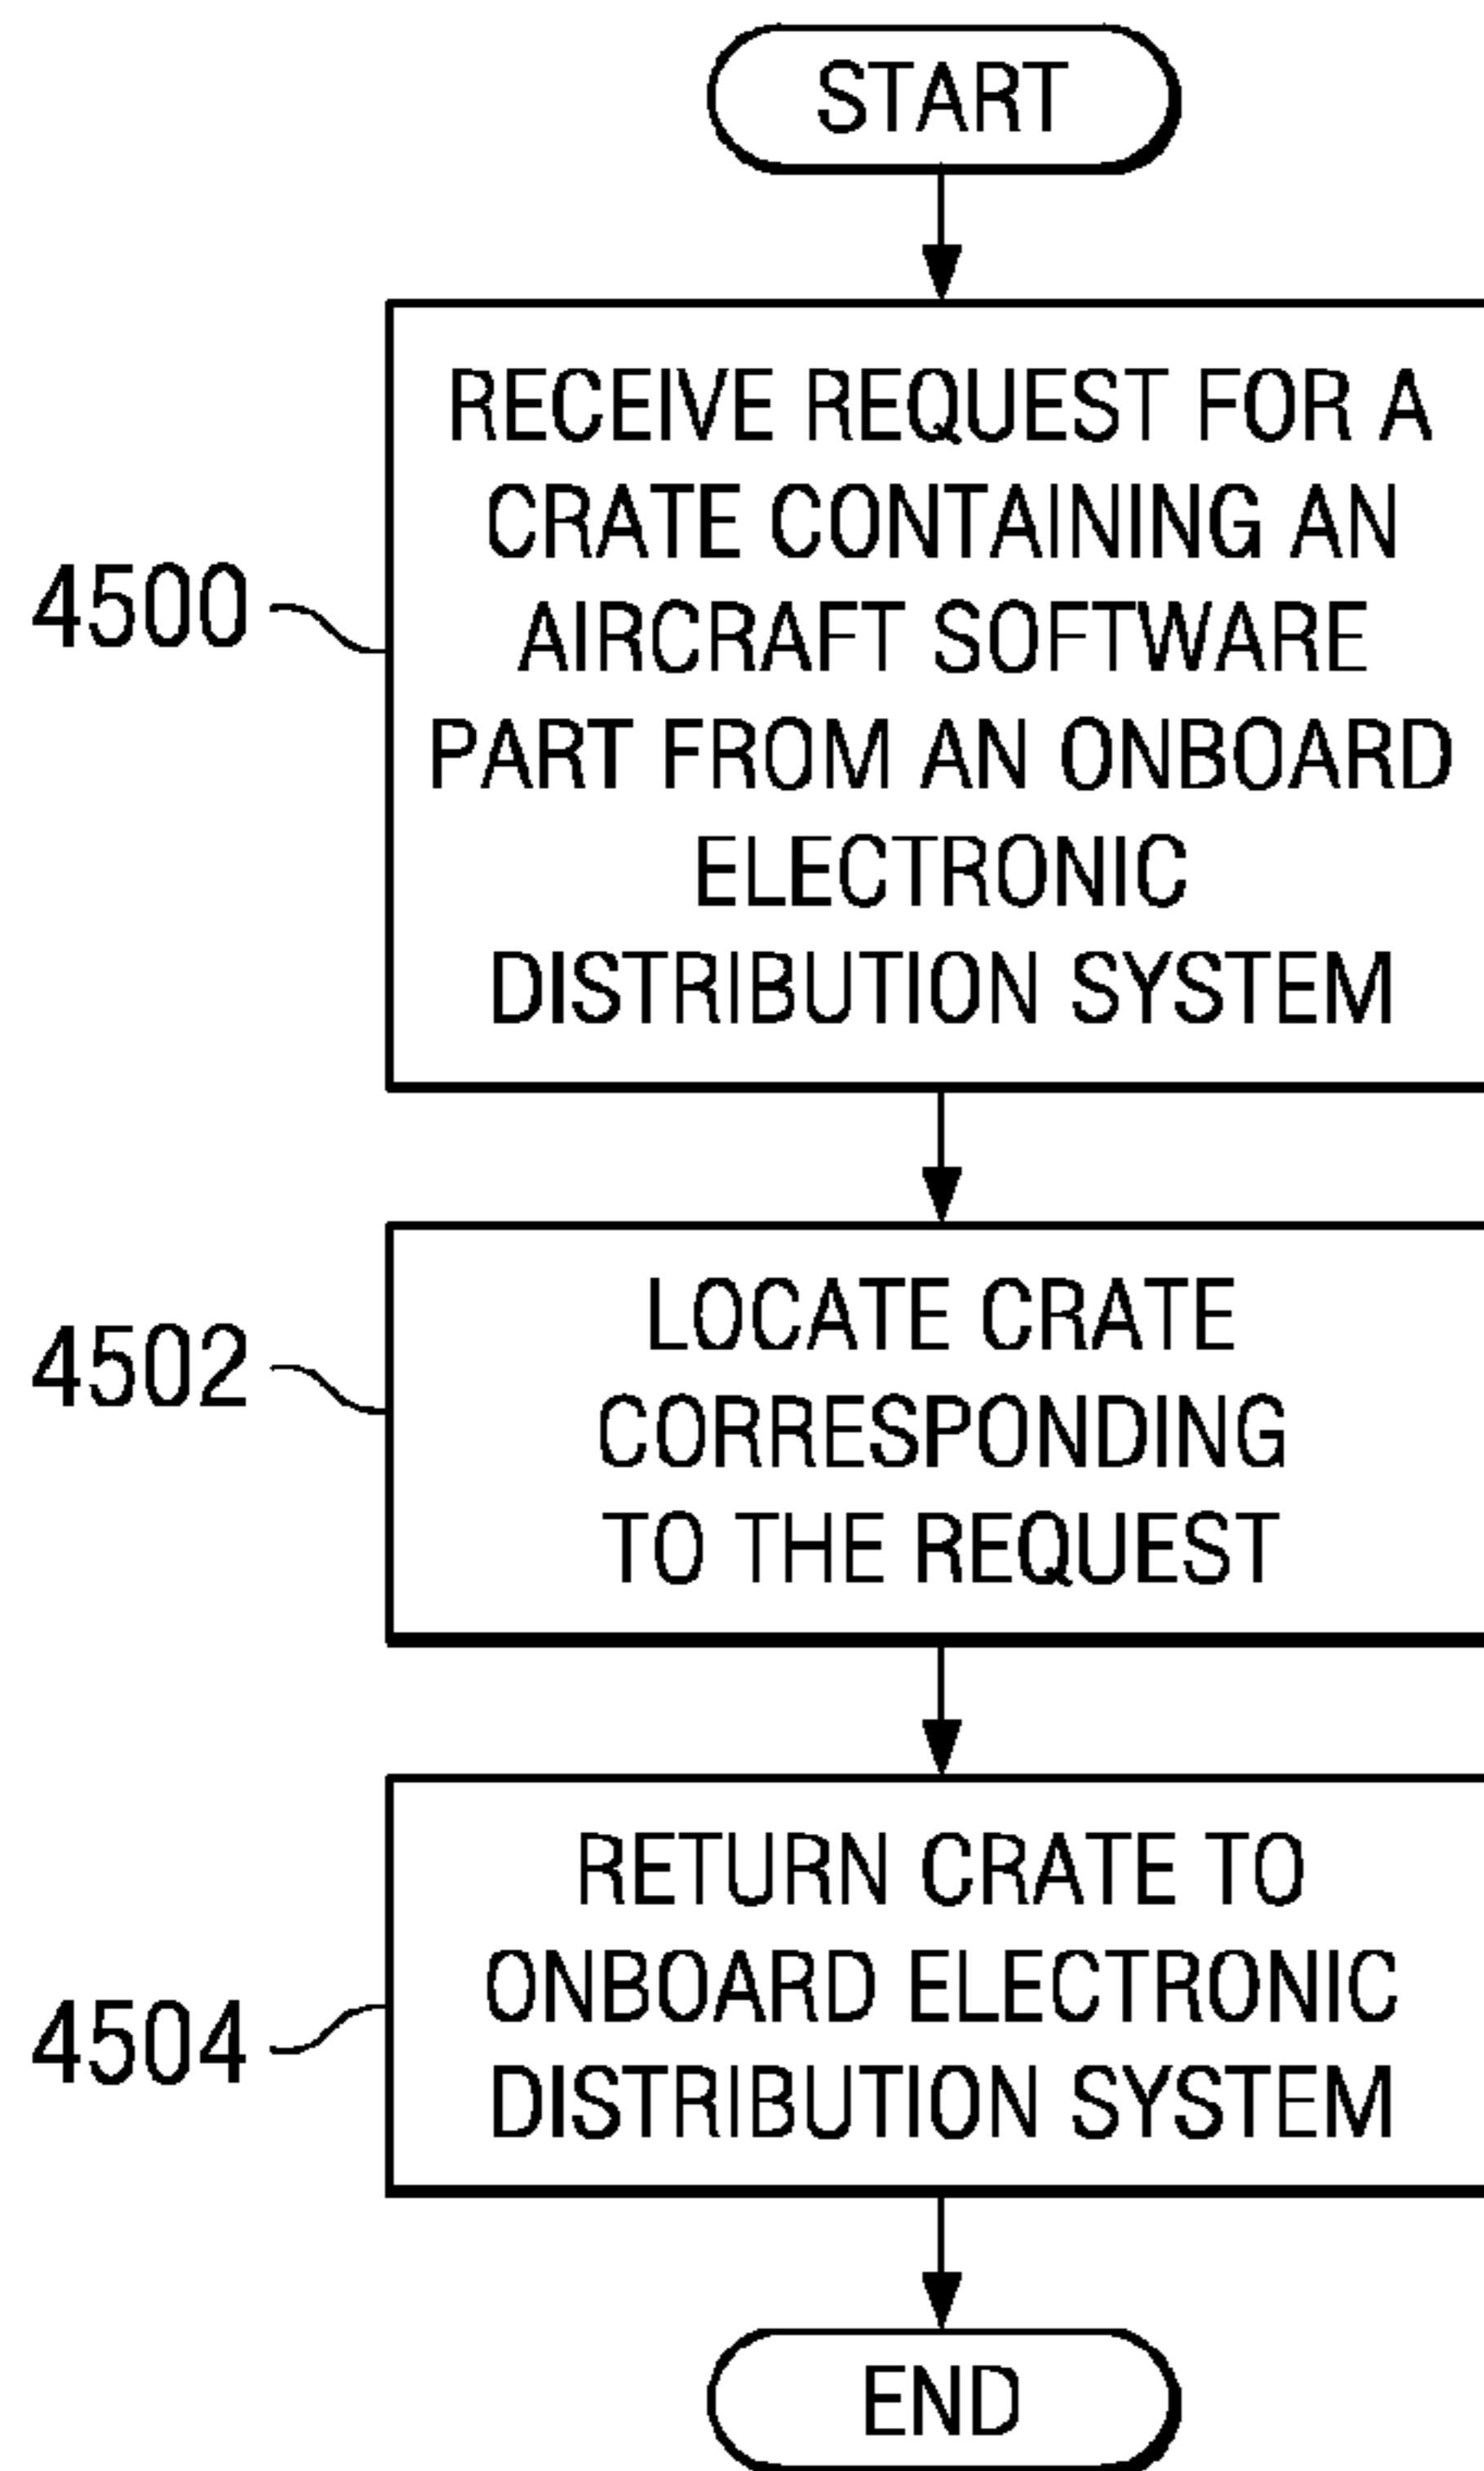 START
RECEIVE REQUEST FOR A
CRATE CONTAINING AN
AIRCRAFT SOFTWARE
PART FROM AN ONBOARD
ELECTRONIC
DISTRIBUTION SYSTEM
4500
LOCATE CRATE
CORRESPONDING
TO THE REQUEST
4502
RETURN CRATE TO
ONBOARD ELECTRONIC
DISTRIBUTION SYSTEM
4504
END